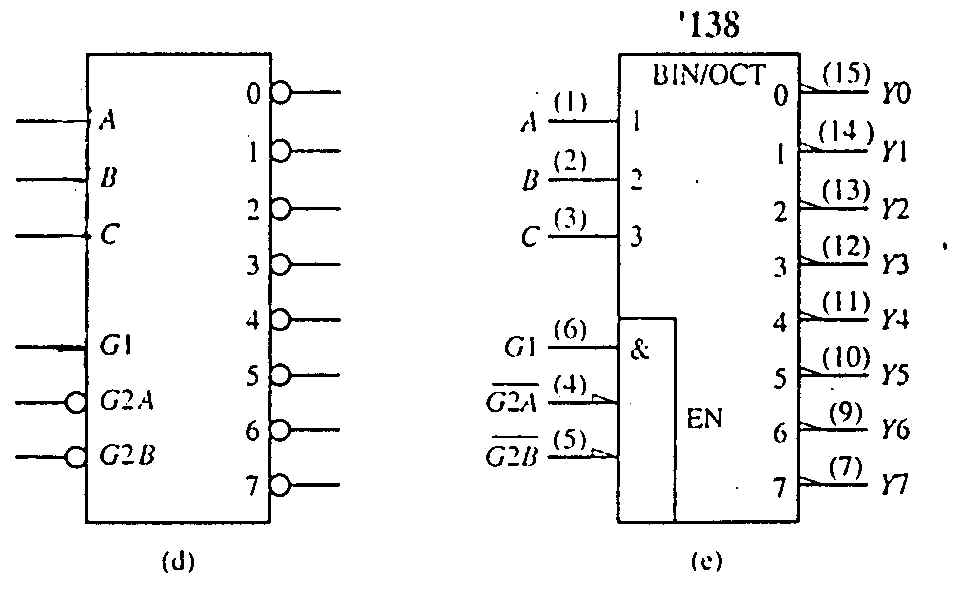 '138
0
A
1
B
2
C
3
4
G1
5
G2A
6
G2B
7
(d)
BIN/OCT
A (1) 1
B (2) 2
C (3) 3
G1 (6) &
G2A (4)
G2B (5)
EN
0 (15) Y0
1 (14) Y1
2 (13) Y2
3 (12) Y3
4 (11) Y4
5 (10) Y5
6 (9) Y6
7 (7) Y7
(e)